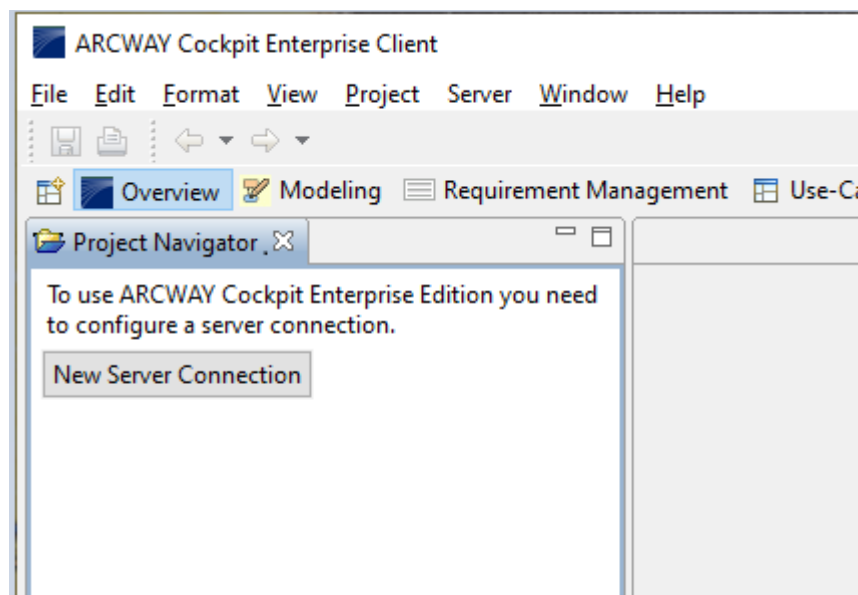 ARCWAY Cockpit Enterprise Client
File Edit Format View Project Server Window Help
Overview Modeling Requirement Management Use-Ca
Project Navigator
To use ARCWAY Cockpit Enterprise Edition you need
to configure a server connection.
New Server Connection